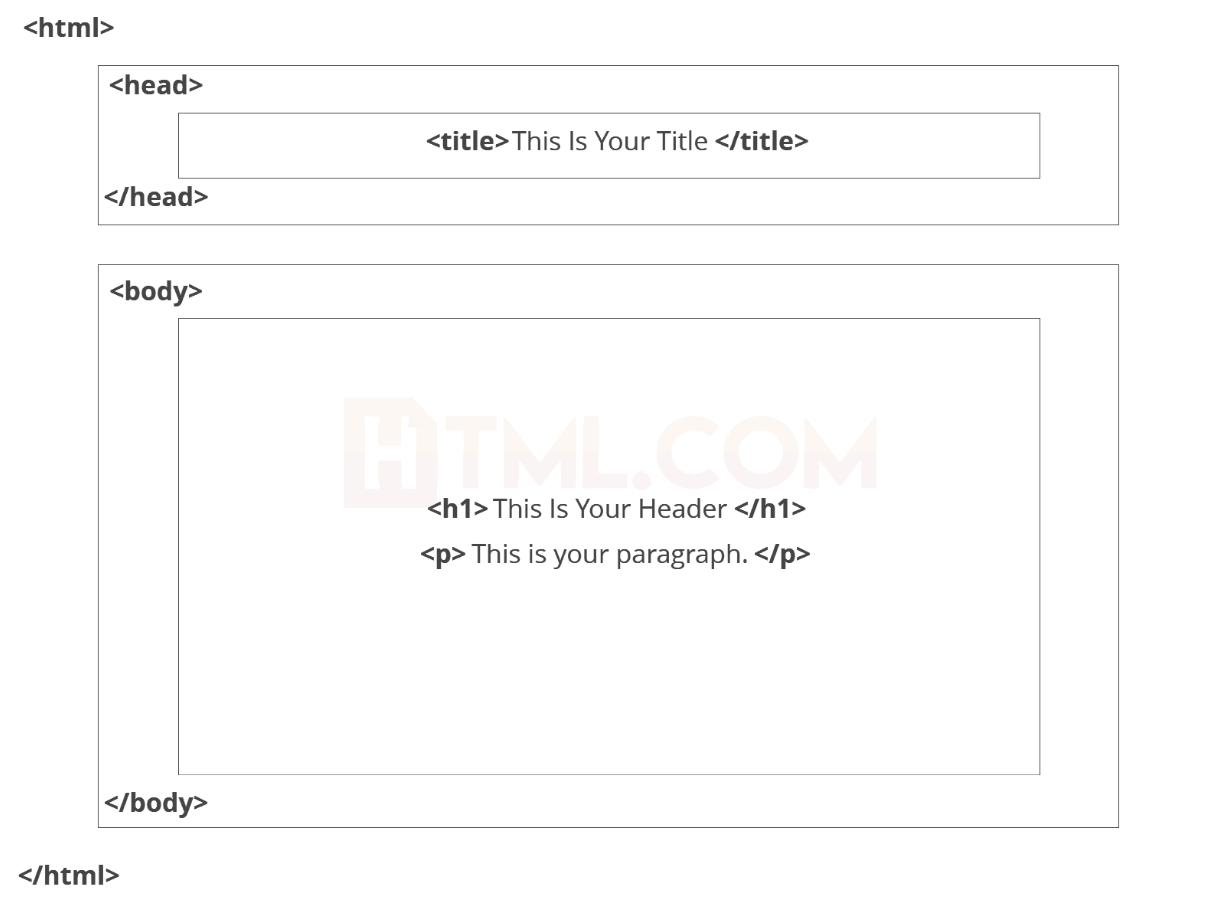 <html>
<head>
<title>This Is Your Title </title>
</head>
<body>
HTML.COM
<h1> This Is Your Header </h1>
<p> This is your paragraph. </p>
</body>
</html>